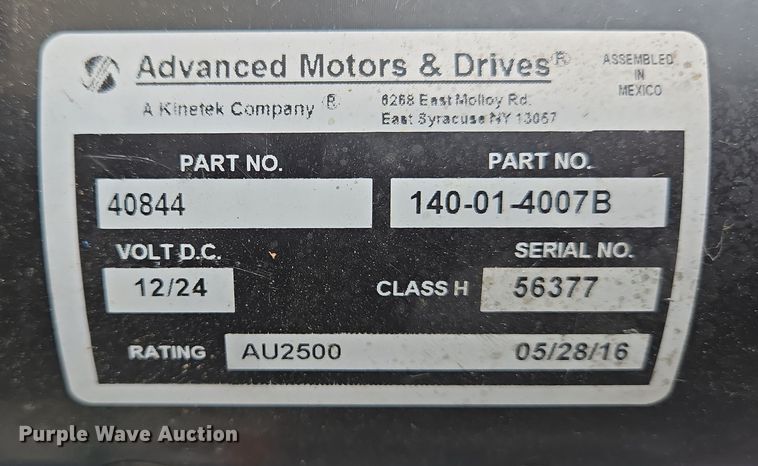 Advanced Motors & Drives®
ASSEMBLED
IN
MEXICO
A Kinetek Company ®
6268 East Molloy Rd.
East Syracuse NY 13057
PART NO.
PART NO.
40844
140-01-4007B
VOLT D.C.
SERIAL NO.
12/24
CLASS H
56377
RATING
AU2500
05/28/16
Purple Wave Auction